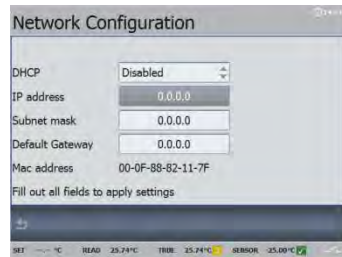 Network Configuration
DHCP Disabled
IP address 0.0.0.0
Subnet mask 0.0.0.0
Default Gateway 0.0.0.0
Mac address 00-0F-88-82-11-7F
Fill out all fields to apply settings
SET --.-- °C READ 25.74°C TRUE 25.74°C SENSOR 25.00°C